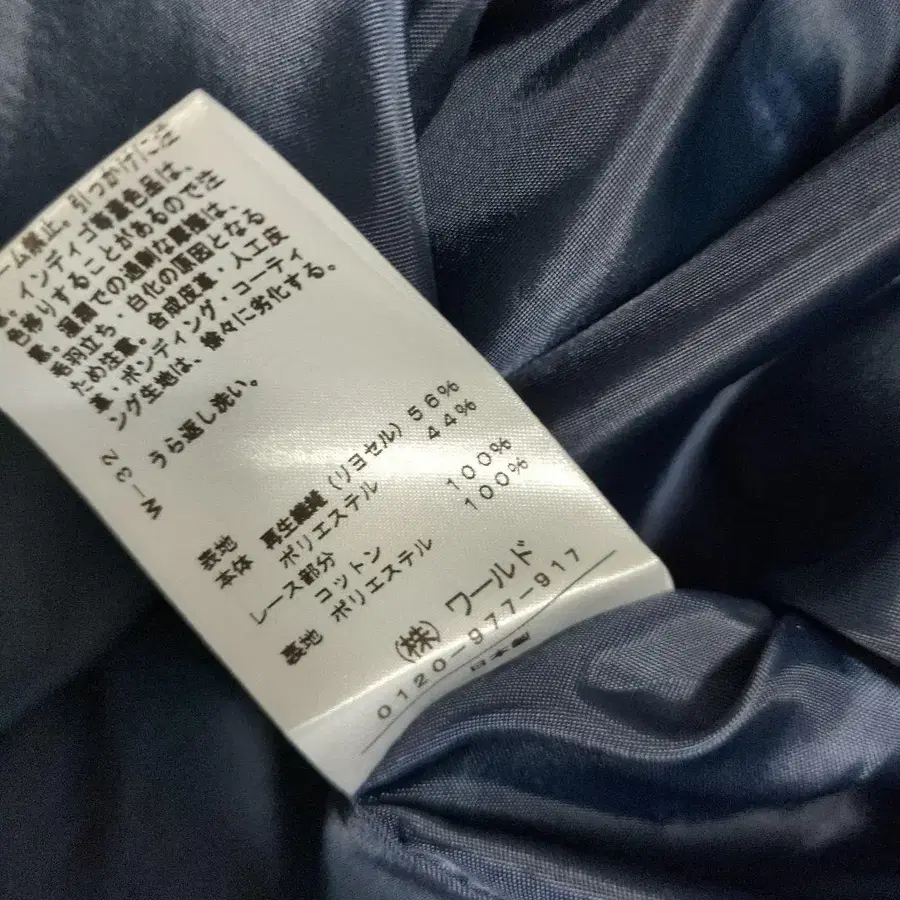 ーム禁止。引っかけに注
意。インディゴ等濃色品は、
色移りすることがあるので注
意。湿潤での過剰な摩擦は、
毛羽立ち・白化の原因となる
ため注意。合成皮革・人工皮
革・ボンディング・コーティ
ング生地は、徐々に劣化する。
W-32 うら返し洗い。
表地
本体 再生繊維(リヨセル) 56%
ポリエステル 44%
レース部分
コットン 100%
裏地 ポリエステル 100%
(株) ワールド
0120-977-917
日本製